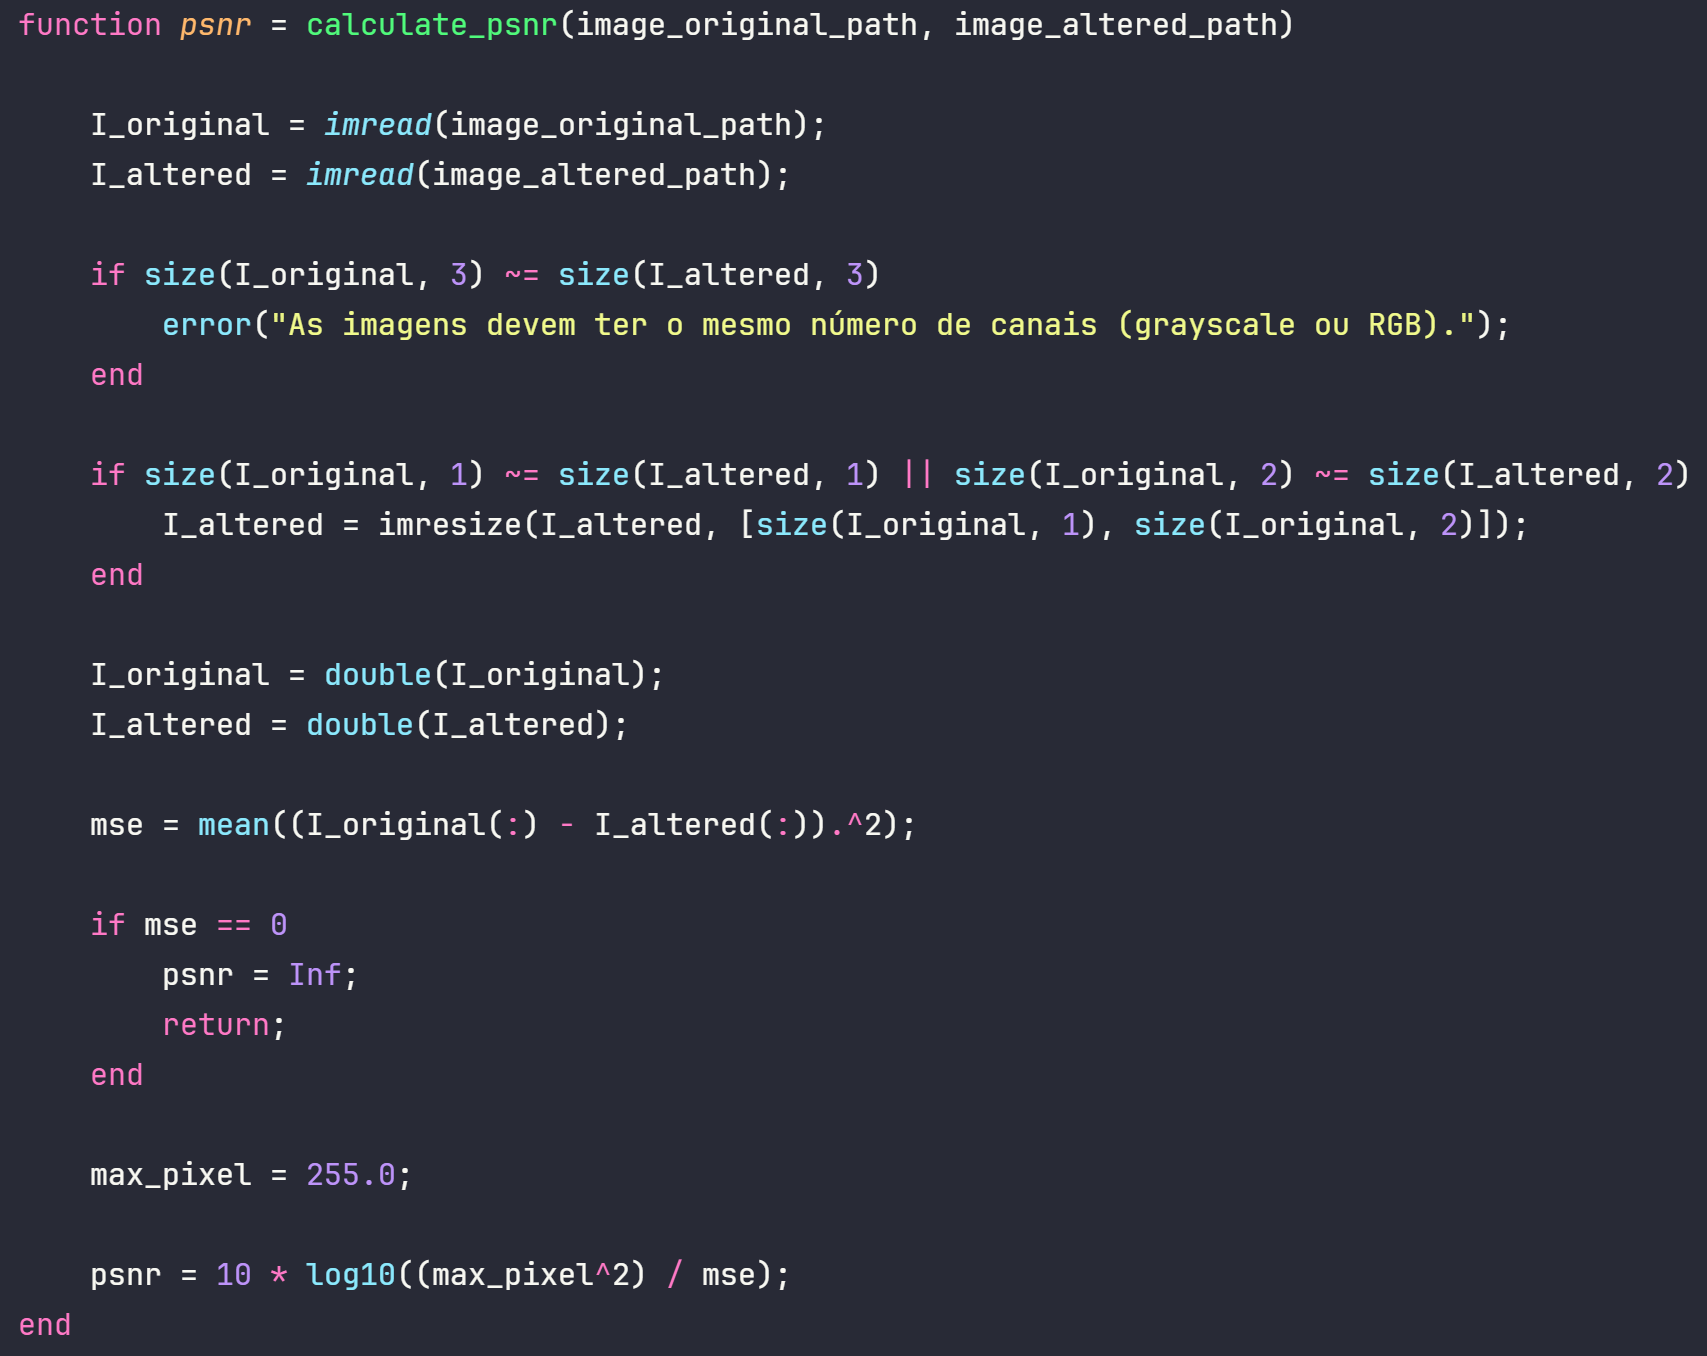 function psnr = calculate_psnr(image_original_path, image_altered_path)
I_original = imread(image_original_path);
I_altered = imread(image_altered_path);
if size(I_original, 3) ~= size(I_altered, 3)
error("As imagens devem ter o mesmo número de canais (grayscale ou RGB).");
end
if size(I_original, 1) ~= size(I_altered, 1) || size(I_original, 2) ~= size(I_altered, 2)
I_altered = imresize(I_altered, [size(I_original, 1), size(I_original, 2)]);
end
I_original = double(I_original);
I_altered = double(I_altered);
mse = mean((I_original(:) - I_altered(:)).^2);
if mse == 0
psnr = Inf;
return;
end
max_pixel = 255.0;
psnr = 10 * log10((max_pixel^2) / mse);
end